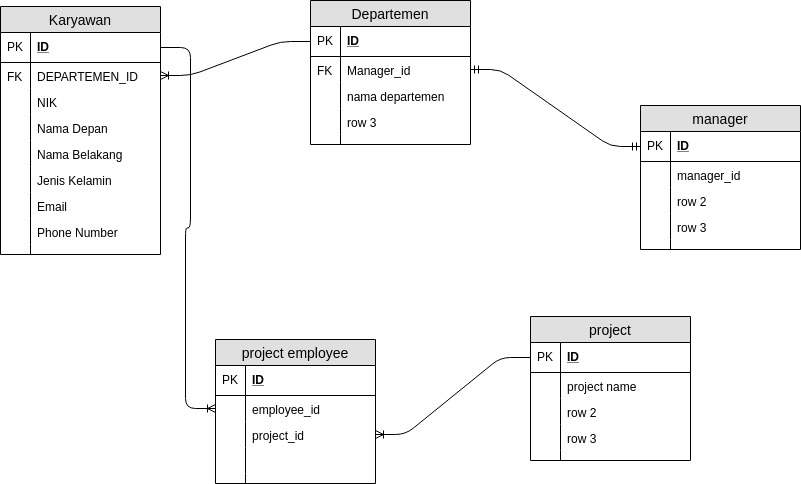 Karyawan
PK ID
FK DEPARTEMEN_ID
NIK
Nama Depan
Nama Belakang
Jenis Kelamin
Email
Phone Number
Departemen
PK ID
FK Manager_id
nama departemen
row 3
manager
PK ID
manager_id
row 2
row 3
project employee
PK ID
employee_id
project_id
project
PK ID
project name
row 2
row 3